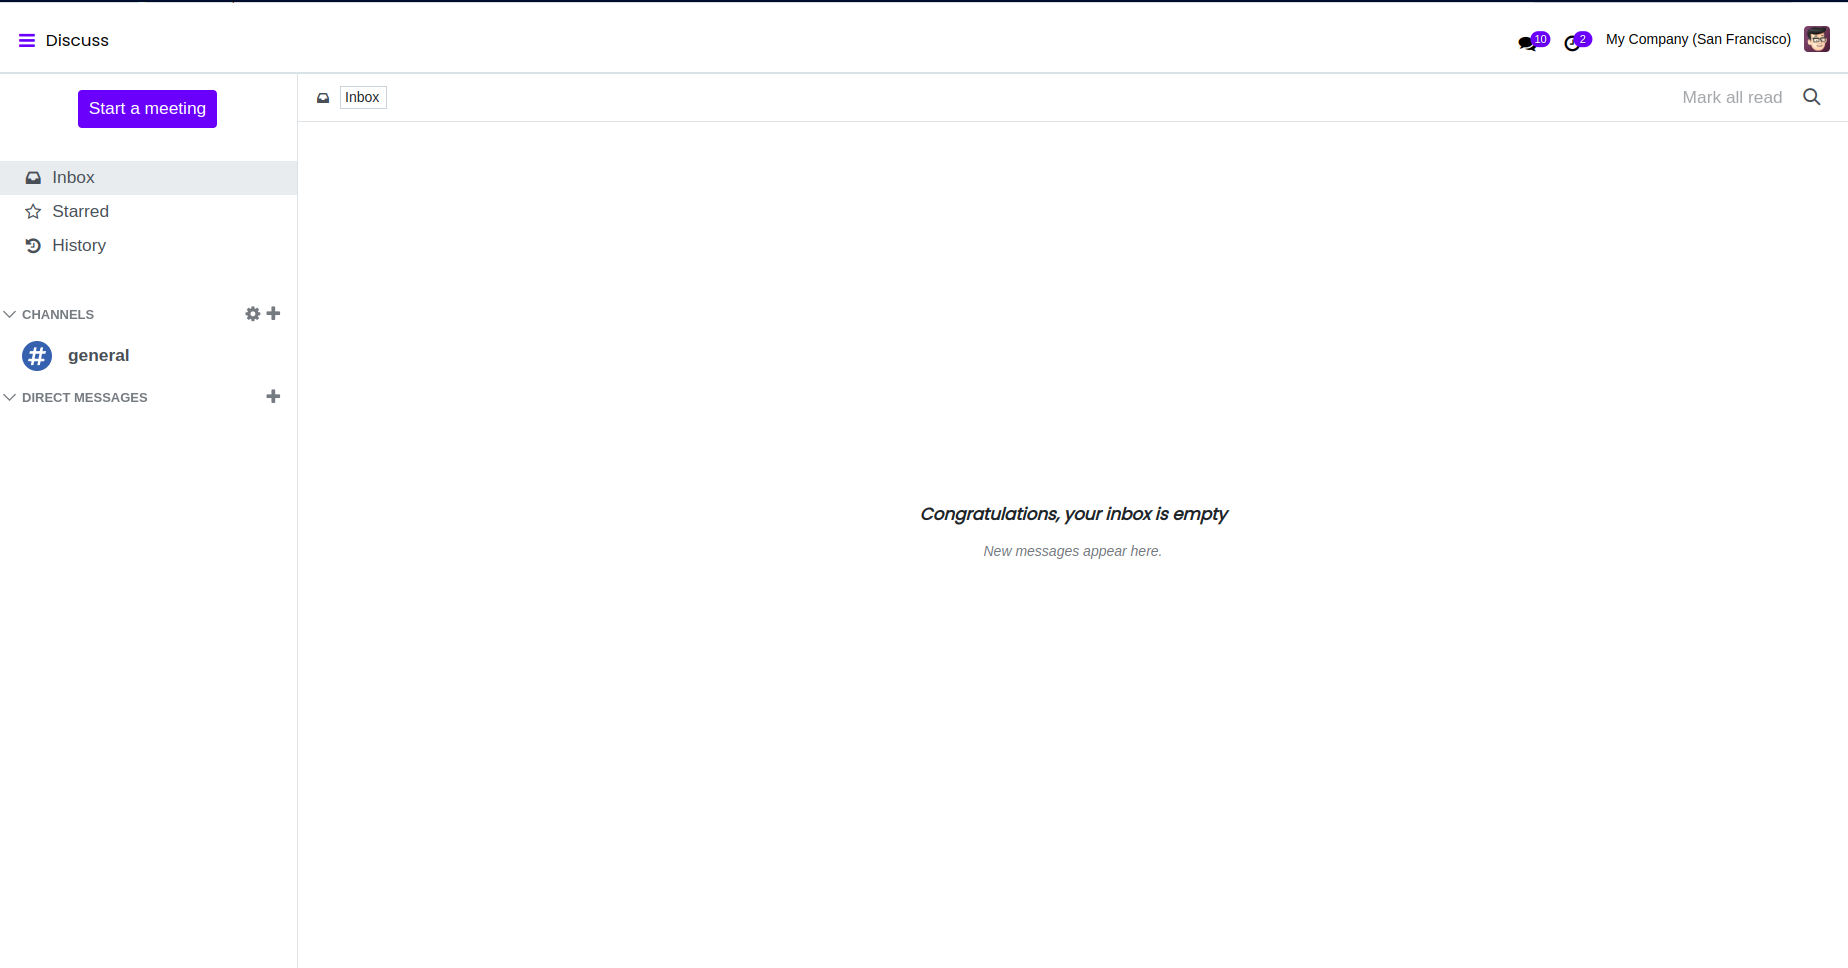 Discuss
10
2
My Company (San Francisco)
Start a meeting
Inbox
Mark all read
Inbox
Starred
History
CHANNELS
general
DIRECT MESSAGES
Congratulations, your inbox is empty
New messages appear here.